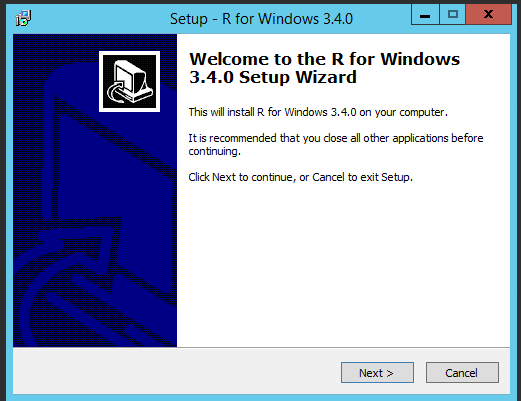 Setup - R for Windows 3.4.0
Welcome to the R for Windows
3.4.0 Setup Wizard
This will install R for Windows 3.4.0 on your computer.
It is recommended that you close all other applications before
continuing.
Click Next to continue, or Cancel to exit Setup.
Next >
Cancel